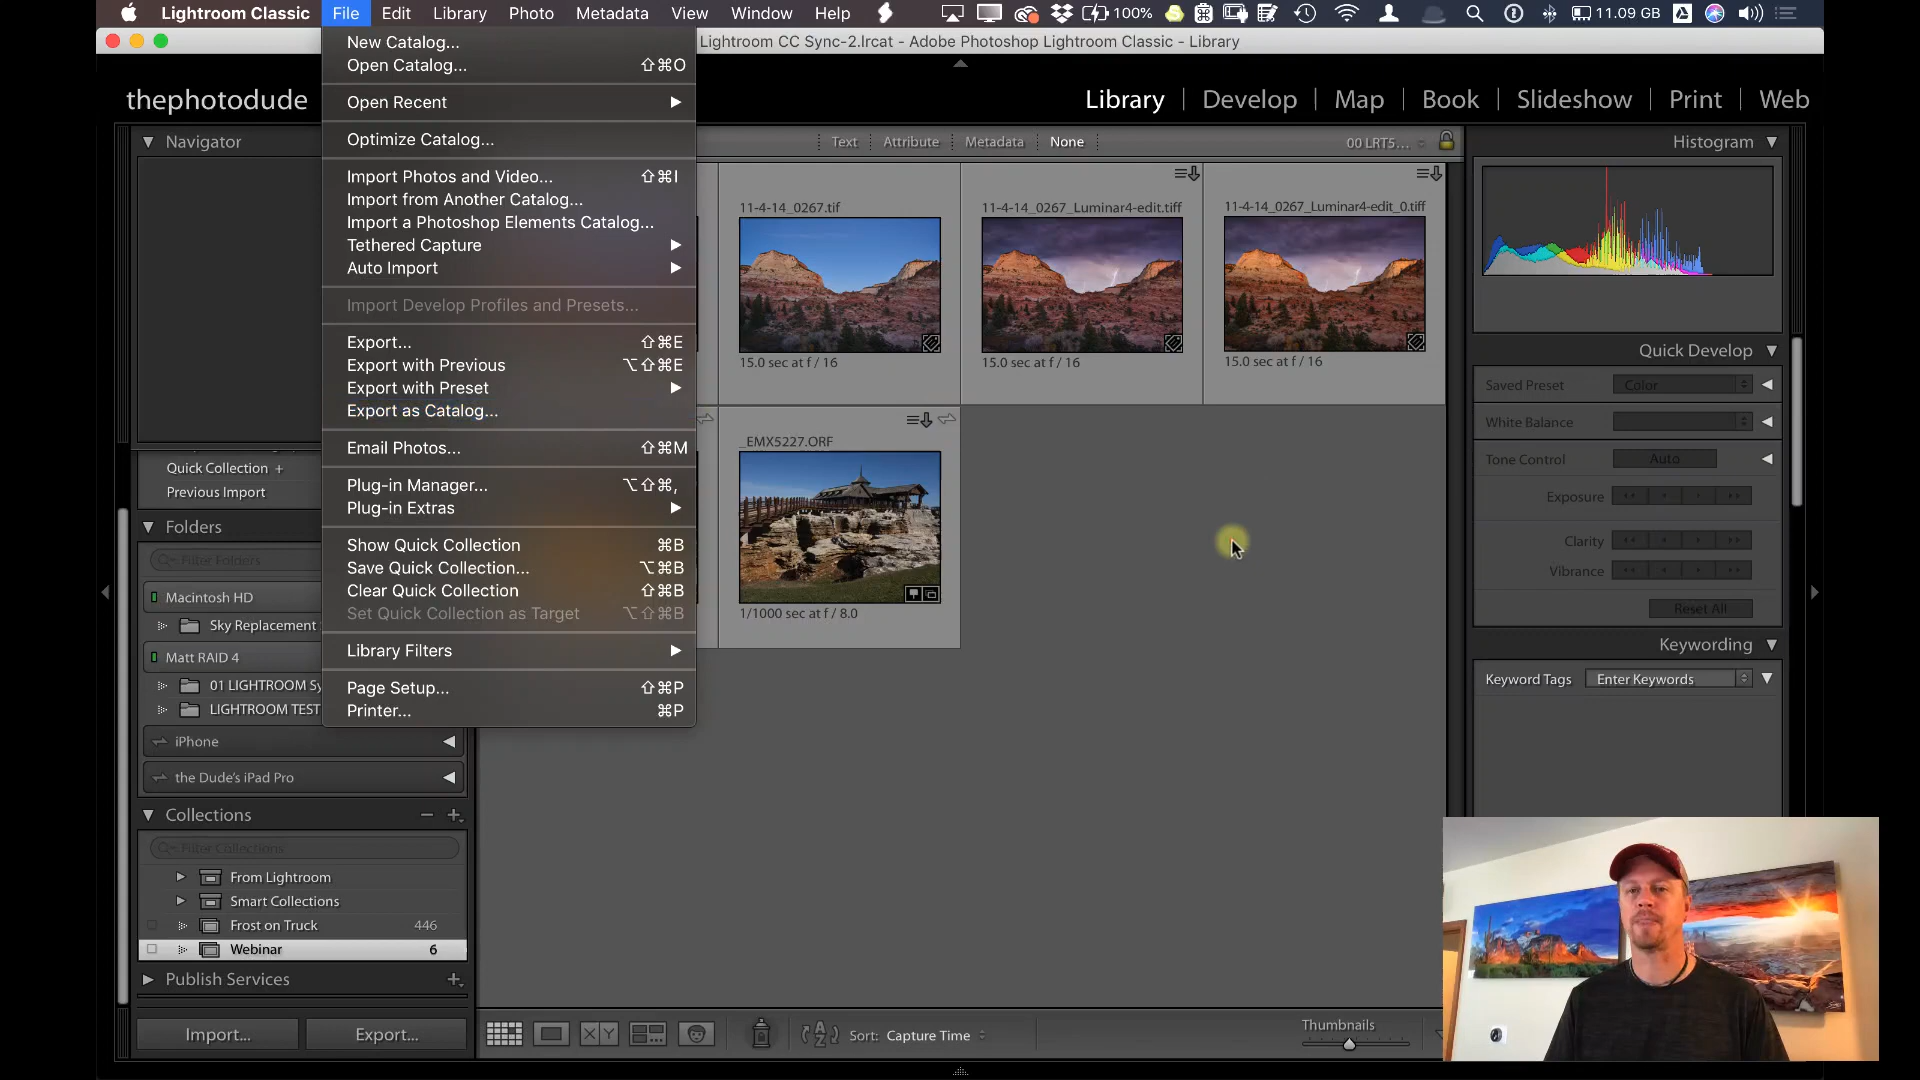 Lightroom Classic File Edit Library Photo Metadata View Window Help 100% 11.09 GB
Lightroom CC Sync-2.lrcat - Adobe Photoshop Lightroom Classic - Library
thephotodude
Library | Develop | Map | Book | Slideshow | Print | Web
New Catalog...
Open Catalog... ⇧⌘O
Open Recent
Optimize Catalog...
Import Photos and Video... ⇧⌘I
Import from Another Catalog...
Import a Photoshop Elements Catalog...
Tethered Capture
Auto Import
Import Develop Profiles and Presets...
Export... ⇧⌘E
Export with Previous ⌥⇧⌘E
Export with Preset
Export as Catalog...
Email Photos... ⇧⌘M
Plug-in Manager... ⌥⇧⌘,
Plug-in Extras
Show Quick Collection ⌘B
Save Quick Collection... ⌥⌘B
Clear Quick Collection ⇧⌘B
Set Quick Collection as Target ⌥⇧⌘B
Library Filters
Page Setup... ⇧⌘P
Printer... ⌘P
Navigator
Quick Collection +
Previous Import
Folders
Filter Folders
Macintosh HD
Sky Replacement
Matt RAID 4
01 LIGHTROOM Sy
LIGHTROOM TEST
iPhone
the Dude's iPad Pro
Collections
Filter Collections
From Lightroom
Smart Collections
Frost on Truck 446
Webinar 6
Publish Services
Import... Export...
Text Attribute Metadata None 00 LRT5...
11-4-14_0267.tif
15.0 sec at f / 16
11-4-14_0267_Luminar4-edit.tiff
15.0 sec at f / 16
11-4-14_0267_Luminar4-edit_0.tiff
15.0 sec at f / 16
_EMX5227.ORF
1/1000 sec at f / 8.0
XY
Sort: Capture Time
Thumbnails
Histogram
Quick Develop
Saved Preset Color
White Balance
Tone Control Auto
Exposure
Clarity
Vibrance
Reset All
Keywording
Keyword Tags Enter Keywords